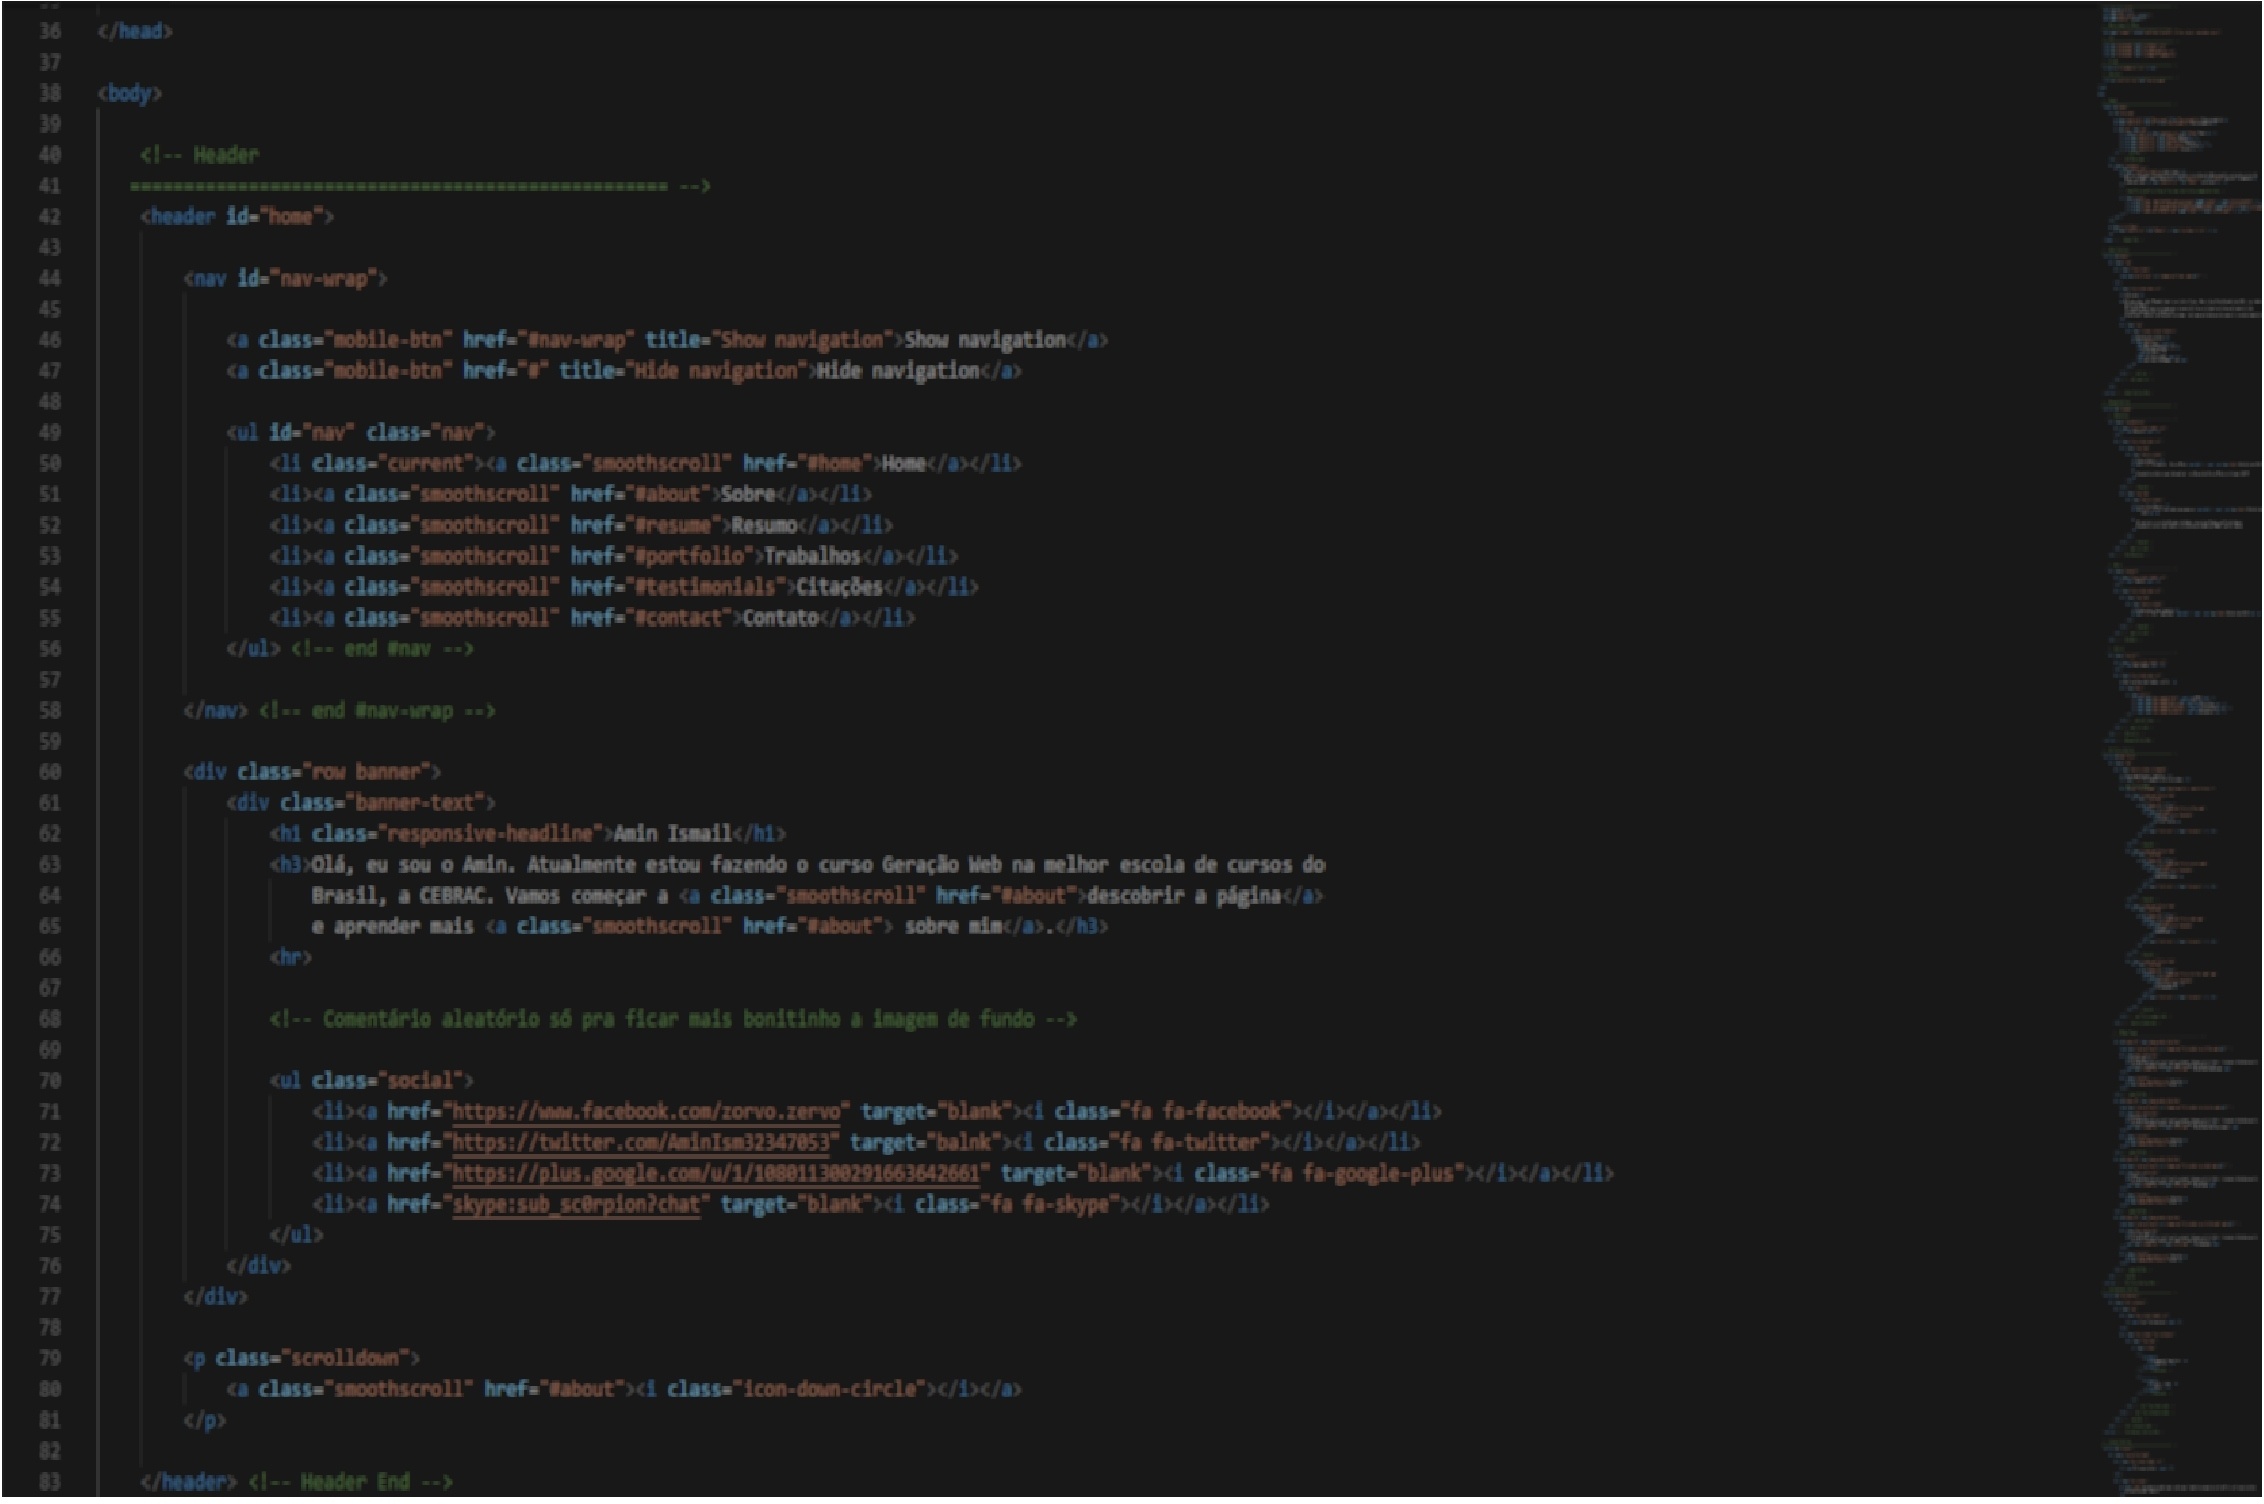 36 </head>
37
38 <body>
39
40 <!-- Header
41 ================================================== -->
42 <header id="home">
43
44 <nav id="nav-wrap">
45
46 <a class="mobile-btn" href="#nav-wrap" title="Show navigation">Show navigation</a>
47 <a class="mobile-btn" href="#" title="Hide navigation">Hide navigation</a>
48
49 <ul id="nav" class="nav">
50 <li class="current"><a class="smoothscroll" href="#home">Home</a></li>
51 <li><a class="smoothscroll" href="#about">Sobre</a></li>
52 <li><a class="smoothscroll" href="#resume">Resumo</a></li>
53 <li><a class="smoothscroll" href="#portfolio">Trabalhos</a></li>
54 <li><a class="smoothscroll" href="#testimonials">Citações</a></li>
55 <li><a class="smoothscroll" href="#contact">Contato</a></li>
56 </ul> <!-- end #nav -->
57
58 </nav> <!-- end #nav-wrap -->
59
60 <div class="row banner">
61 <div class="banner-text">
62 <h1 class="responsive-headline">Amin Ismail</h1>
63 <h3>Olá, eu sou o Amin. Atualmente estou fazendo o curso Geração Web na melhor escola de cursos do
64 Brasil, a CEBRAC. Vamos começar a <a class="smoothscroll" href="#about">descobrir a página</a>
65 e aprender mais <a class="smoothscroll" href="#about"> sobre mim</a>.</h3>
66 <hr>
67
68 <!-- Comentário aleatório só pra ficar mais bonitinho a imagem de fundo -->
69
70 <ul class="social">
71 <li><a href="https://www.facebook.com/zorvo.zervo" target="blank"><i class="fa fa-facebook"></i></a></li>
72 <li><a href="https://twitter.com/AminIsm32347053" target="balnk"><i class="fa fa-twitter"></i></a></li>
73 <li><a href="https://plus.google.com/u/1/108011300291663642661" target="blank"><i class="fa fa-google-plus"></i></a></li>
74 <li><a href="skype:sub_sc0rpion?chat" target="blank"><i class="fa fa-skype"></i></a></li>
75 </ul>
76 </div>
77 </div>
78
79 <p class="scrolldown">
80 <a class="smoothscroll" href="#about"><i class="icon-down-circle"></i></a>
81 </p>
82
83 </header> <!-- Header End -->